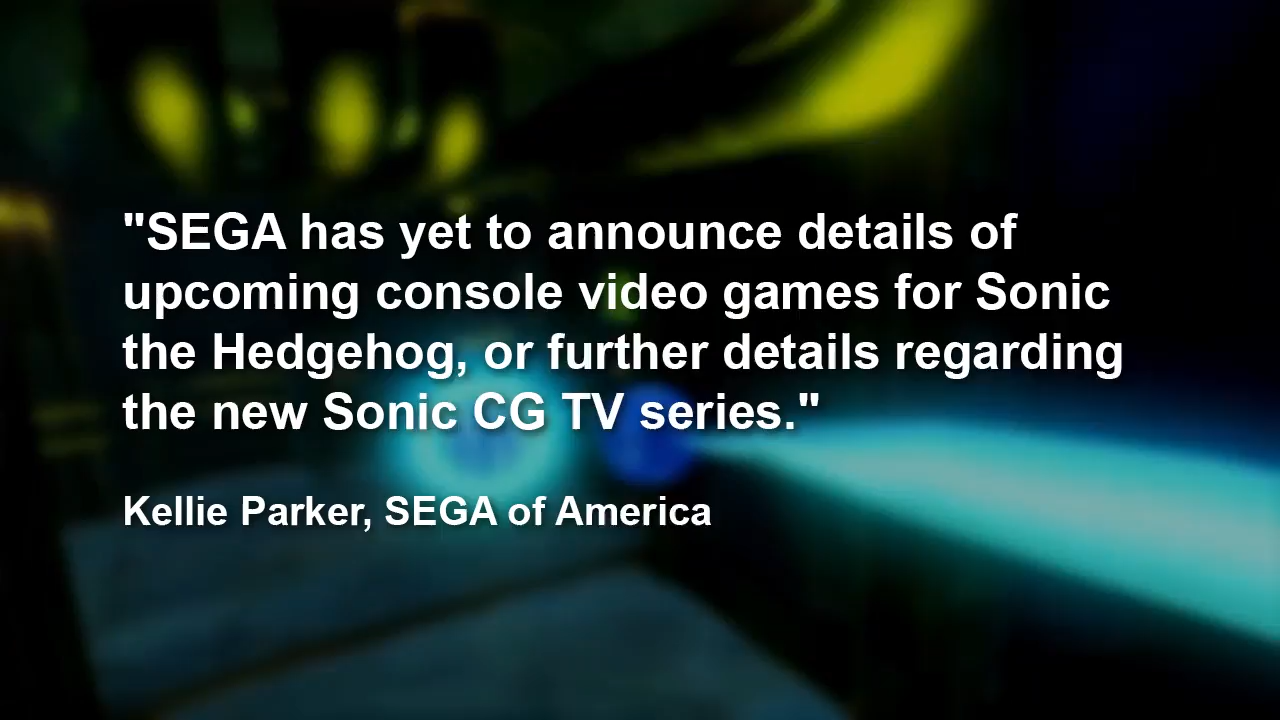 "SEGA has yet to announce details of
upcoming console video games for Sonic
the Hedgehog, or further details regarding
the new Sonic CG TV series."
Kellie Parker, SEGA of America